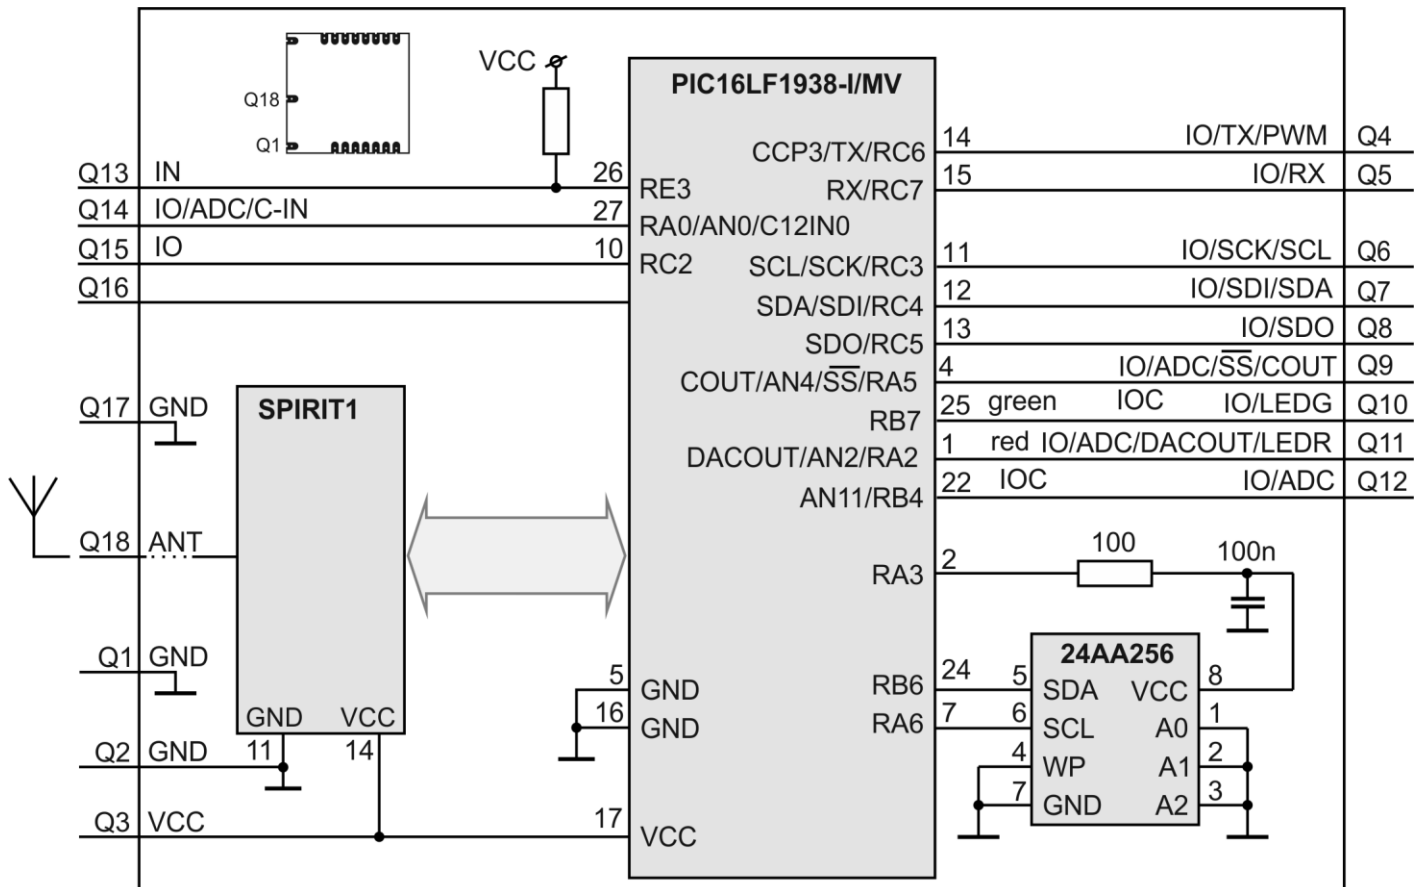 VCC
PIC16LF1938-I/MV
Q18
Q1
CCP3/TX/RC6 14 IO/TX/PWM Q4
Q13 IN 26 RE3
RX/RC7 15 IO/RX Q5
Q14 IO/ADC/C-IN 27 RA0/AN0/C12IN0
Q15 IO 10 RC2
SCL/SCK/RC3 11 IO/SCK/SCL Q6
Q16
SDA/SDI/RC4 12 IO/SDI/SDA Q7
SDO/RC5 13 IO/SDO Q8
COUT/AN4/S̅S̅/RA5 4 IO/ADC/S̅S̅/COUT Q9
Q17 GND
SPIRIT1
RB7 25 green IOC IO/LEDG Q10
DACOUT/AN2/RA2 1 red IO/ADC/DACOUT/LEDR Q11
AN11/RB4 22 IOC IO/ADC Q12
Q18 ANT
RA3 2 100 100n
24AA256
Q1 GND
5 GND
RB6 24 5 SDA VCC 8
16 GND
RA6 7 6 SCL A0 1
GND VCC
11 14
Q2 GND
4 WP A1 2
7 GND A2 3
Q3 VCC 17 VCC